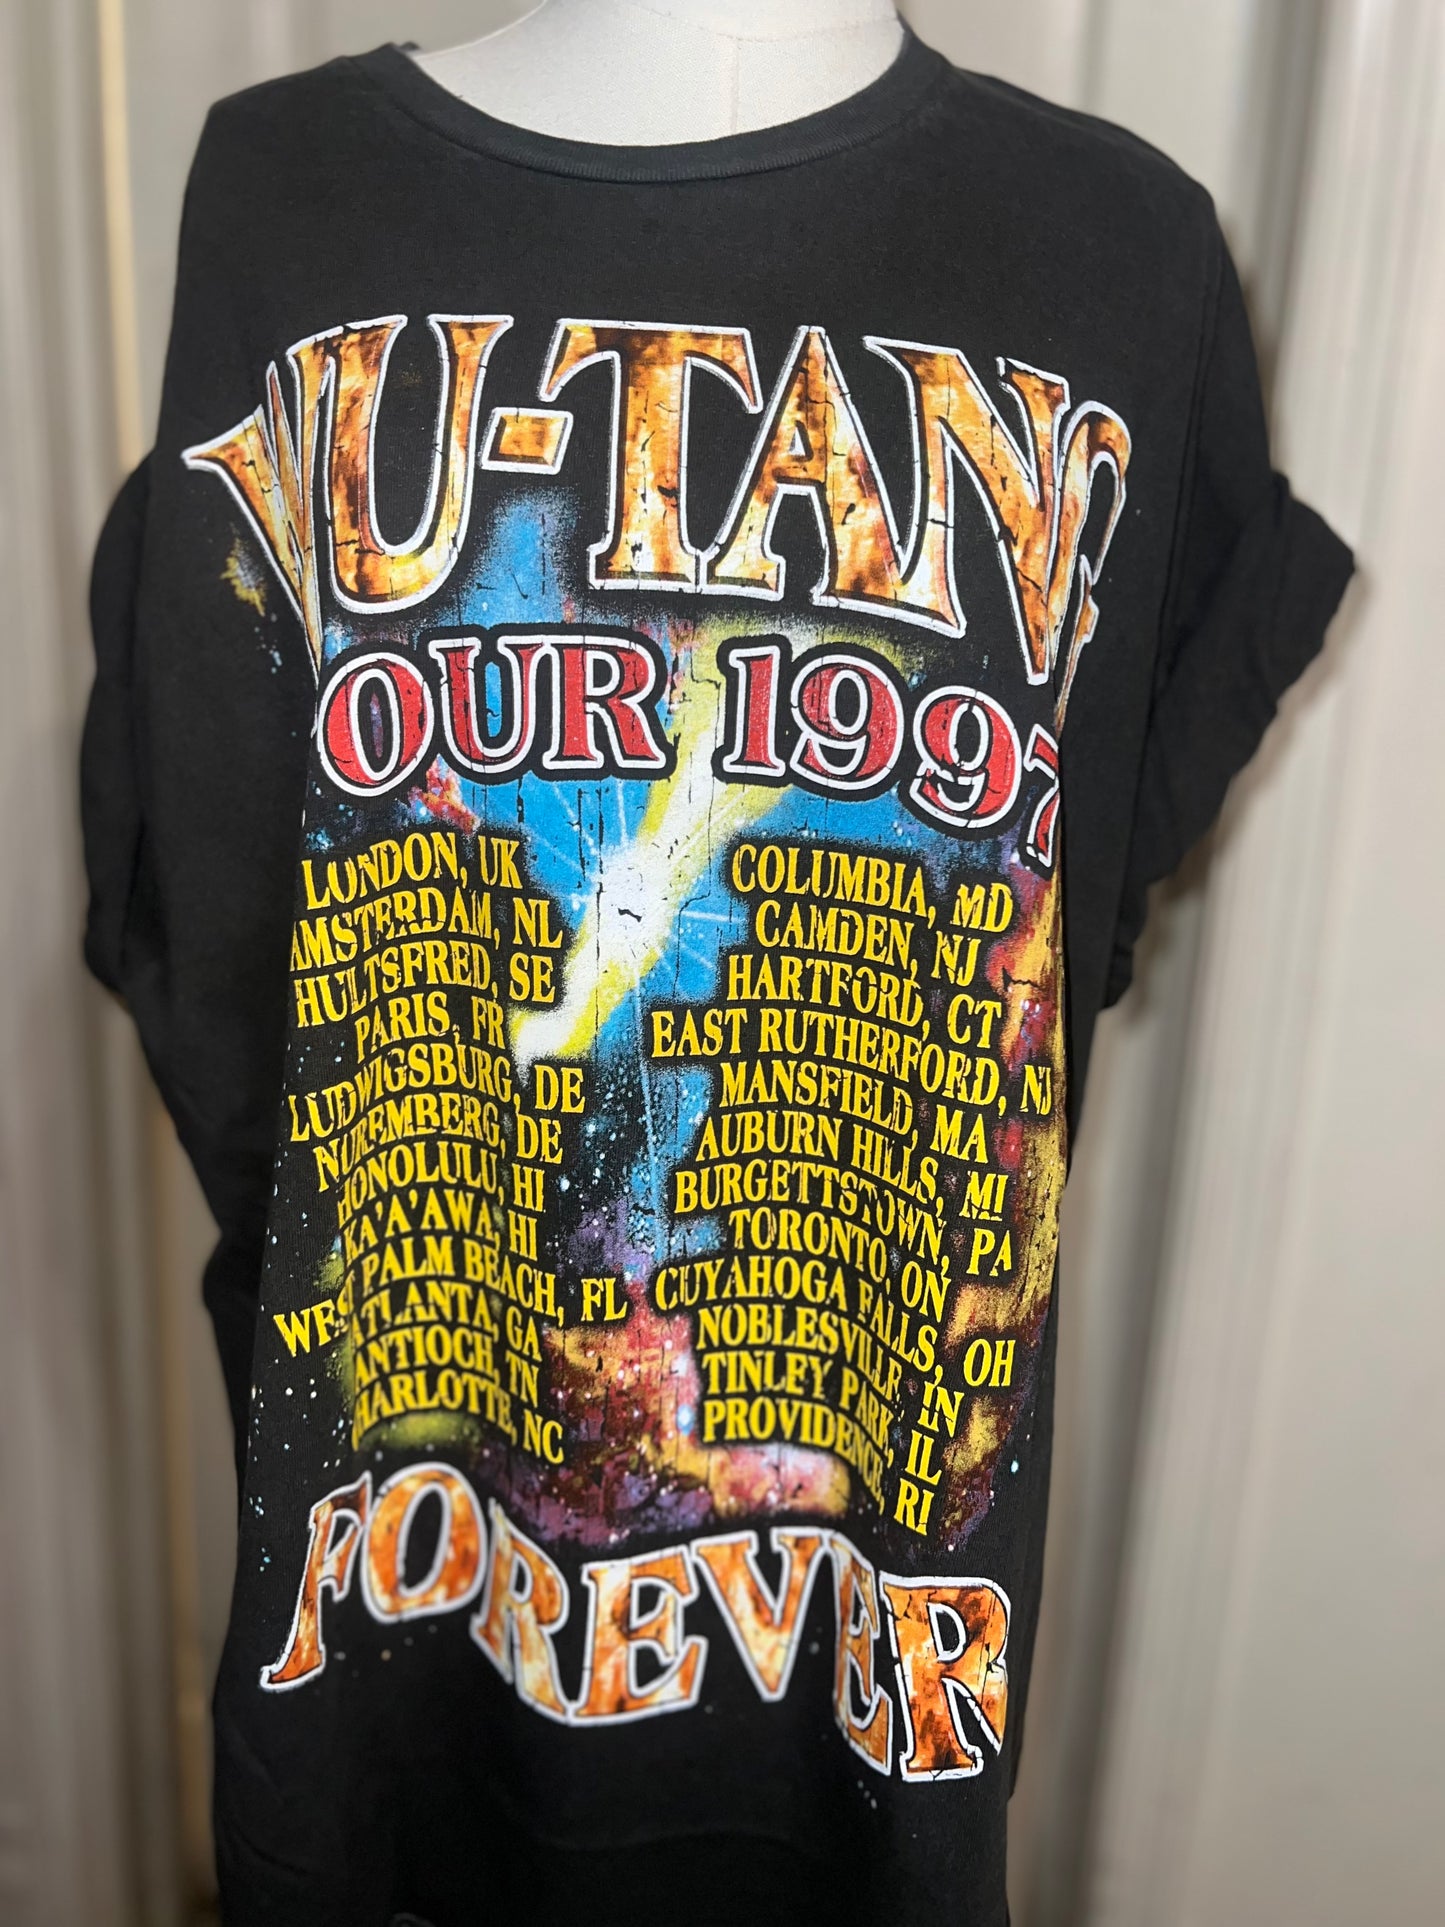 WU-TANG
TOUR 1997
LONDON, UK
AMSTERDAM, NL
HULTSFRED, SE
PARIS, FR
LUDWIGSBURG, DE
NUREMBERG, DE
HONOLULU, HI
KA'A'AWA, HI
WEST PALM BEACH, FL
ATLANTA, GA
ANTIOCH, TN
CHARLOTTE, NC
COLUMBIA, MD
CAMDEN, NJ
HARTFORD, CT
EAST RUTHERFORD, NJ
MANSFIELD, MA
AUBURN HILLS, MI
BURGETTSTOWN, PA
TORONTO, ON
CUYAHOGA FALLS, OH
NOBLESVILLE, IN
TINLEY PARK, IL
PROVIDENCE, RI
FOREVER